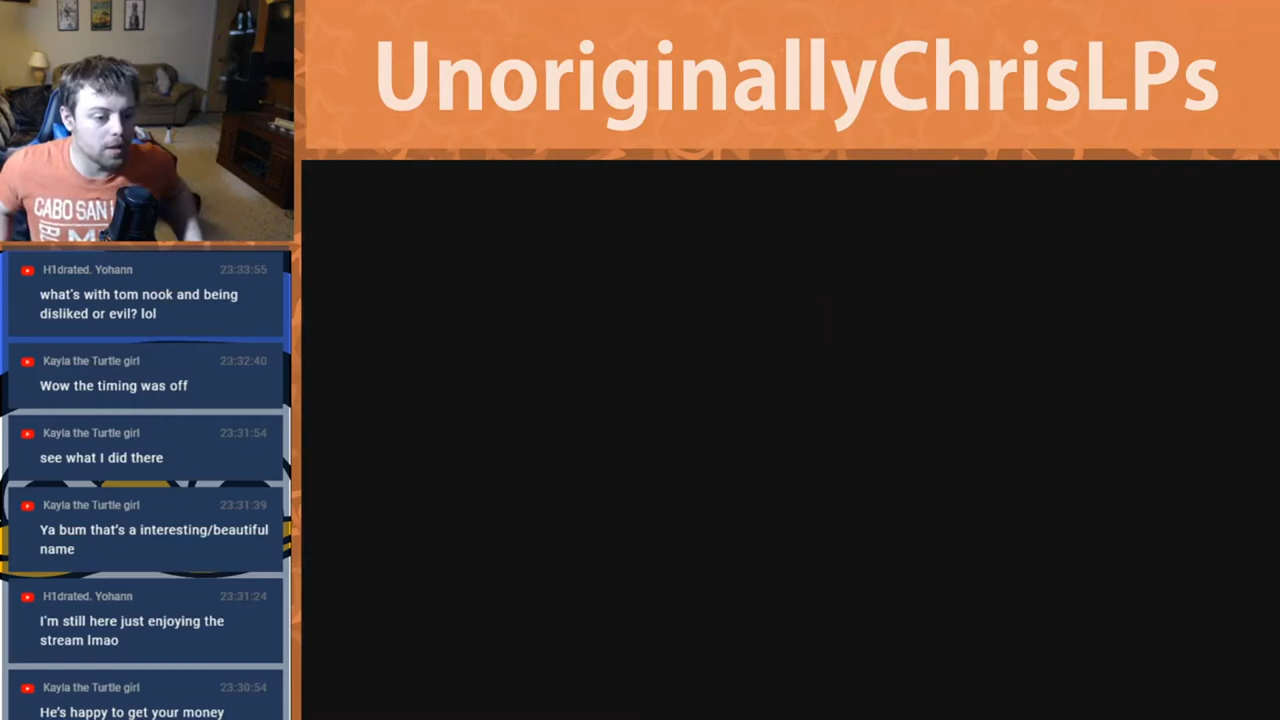 UnoriginallyChrisLPs
CABO SAN
H1drated. Yohann 23:33:55
what's with tom nook and being
disliked or evil? lol
Kayla the Turtle girl 23:32:40
Wow the timing was off
Kayla the Turtle girl 23:31:54
see what I did there
Kayla the Turtle girl 23:31:39
Ya bum that's a interesting/beautiful
name
H1drated. Yohann 23:31:24
I'm still here just enjoying the
stream lmao
Kayla the Turtle girl 23:30:54
He's happy to get your money